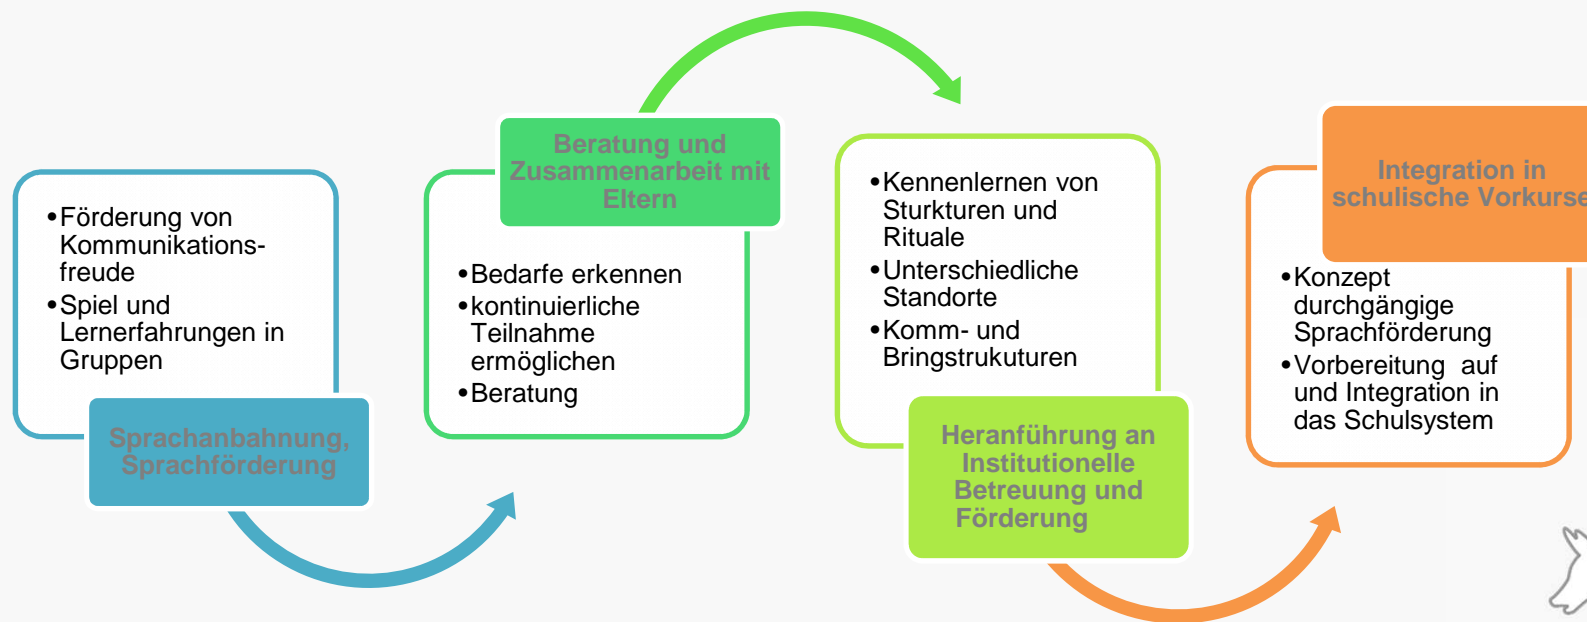 •Förderung von
Kommunikations-
freude
•Spiel und
Lernerfahrungen in
Gruppen
Sprachanbahnung,
Sprachförderung
Beratung und
Zusammenarbeit mit
Eltern
•Bedarfe erkennen
•kontinuierliche
Teilnahme
ermöglichen
•Beratung
•Kennenlernen von
Sturkturen und
Rituale
•Unterschiedliche
Standorte
•Komm- und
Bringstrukuturen
Heranführung an
Institutionelle
Betreuung und
Förderung
Integration in
schulische Vorkurse
•Konzept
durchgängige
Sprachförderung
•Vorbereitung auf
und Integration in
das Schulsystem